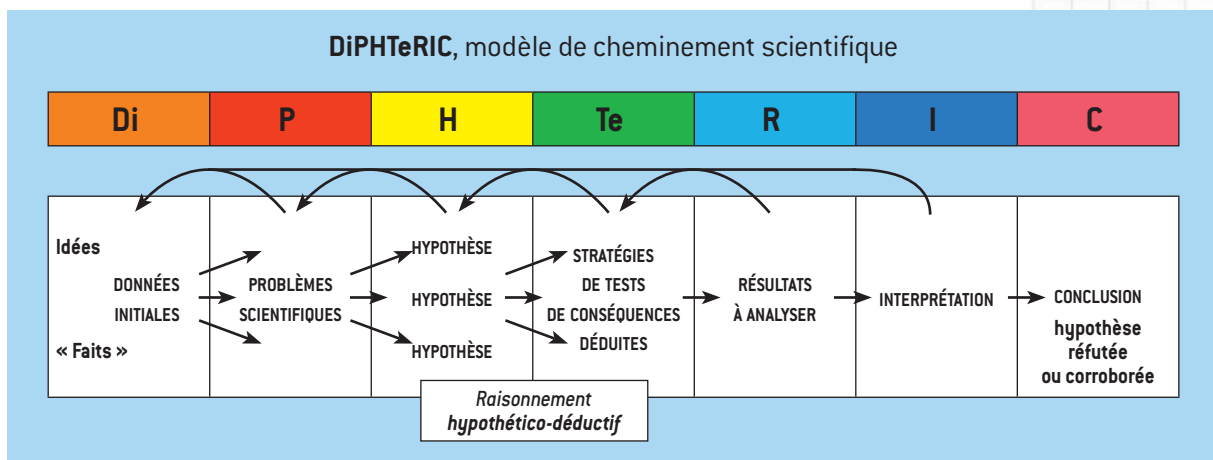 DiPHTeRIC, modèle de cheminement scientifique
Di P H Te R I C
Idées
DONNÉES
INITIALES
« Faits »
PROBLÈMES
SCIENTIFIQUES
HYPOTHÈSE
HYPOTHÈSE
HYPOTHÈSE
STRATÉGIES
DE TESTS
DE CONSÉQUENCES
DÉDUITES
RÉSULTATS
À ANALYSER
INTERPRÉTATION
CONCLUSION
hypothèse
réfutée
ou corroborée
Raisonnement
hypothético-déductif